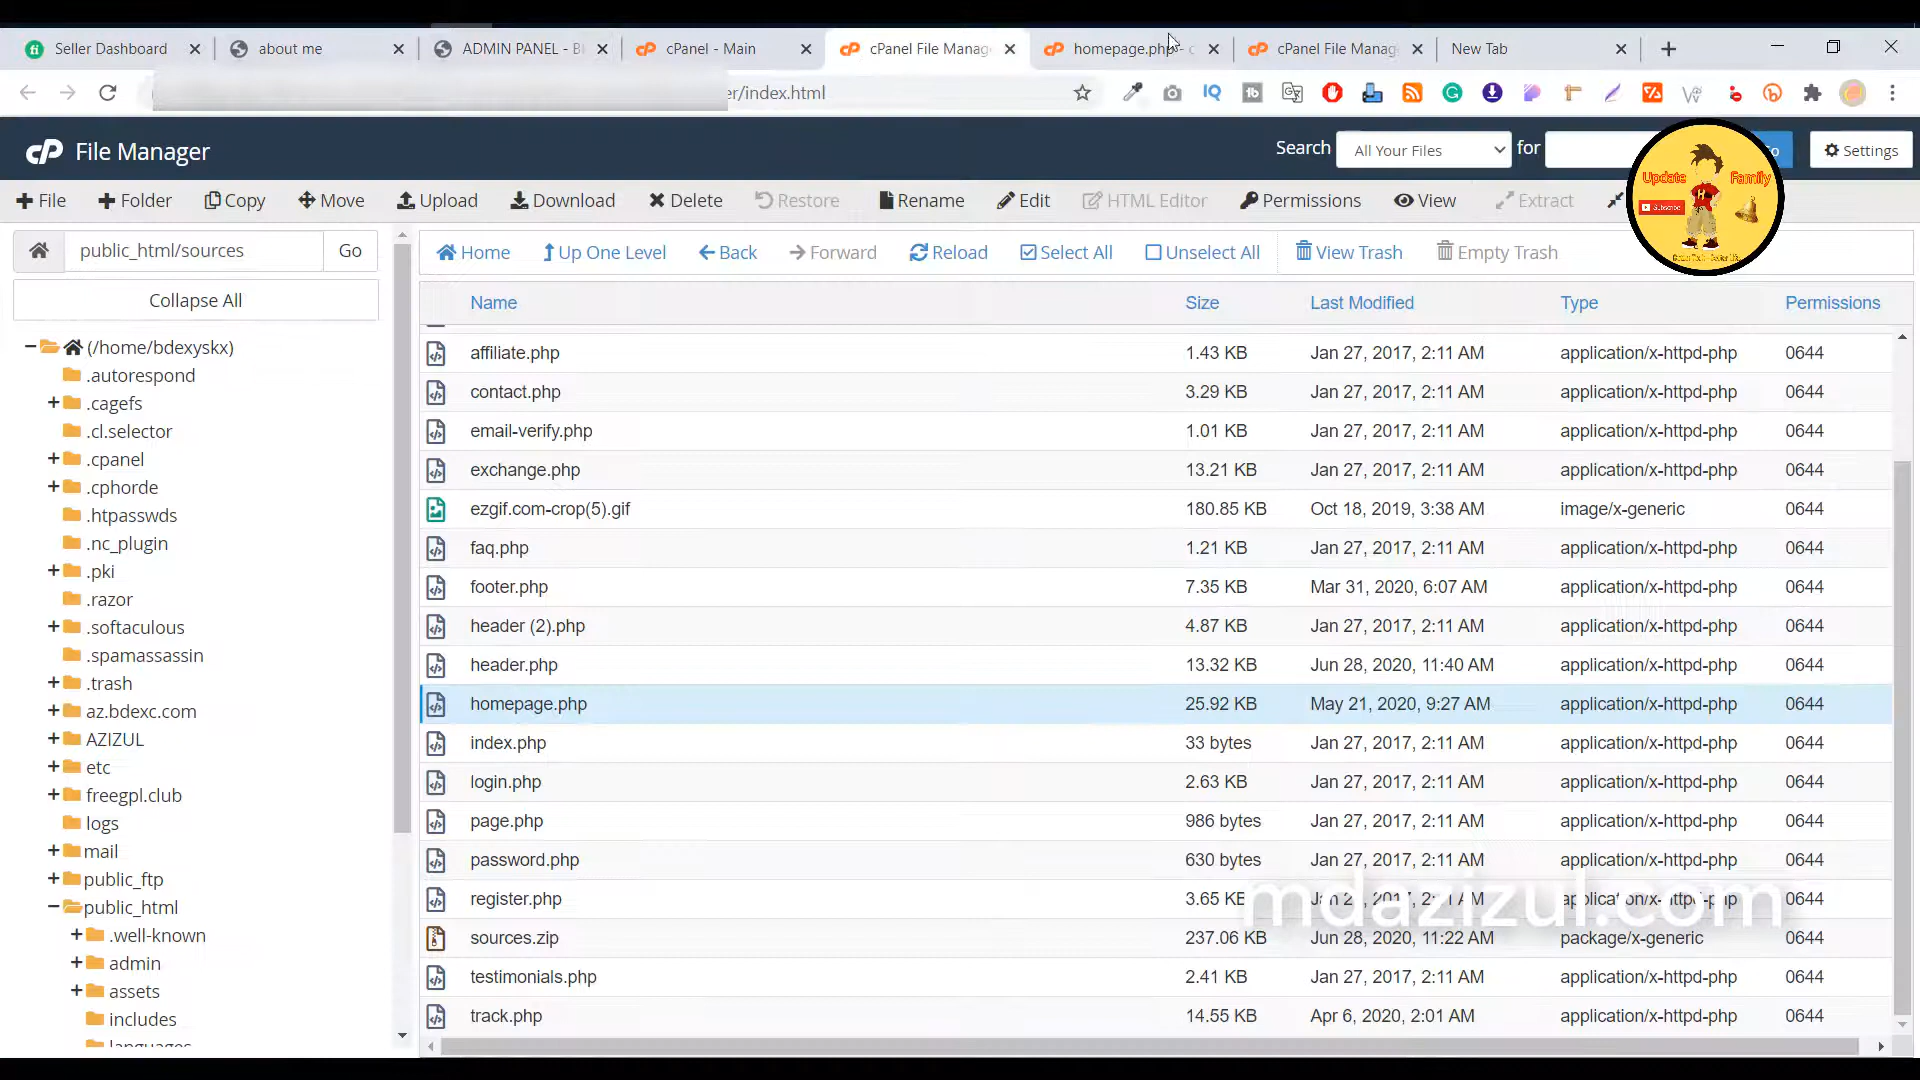 Seller Dashboard
about me
ADMIN PANEL - B
cPanel - Main
cPanel File Manag
homepage.php - c
cPanel File Manag
New Tab
er/index.html
cP File Manager
Search All Your Files for
Settings
Update Family
Subscribe
File Folder Copy Move Upload Download Delete Restore Rename Edit HTML Editor Permissions View Extract
public_html/sources Go
Home Up One Level Back Forward Reload Select All Unselect All View Trash Empty Trash
Collapse All
(/home/bdexyskx)
.autorespond
.cagefs
.cl.selector
.cpanel
.cphorde
.htpasswds
.nc_plugin
.pki
.razor
.softaculous
.spamassassin
.trash
az.bdexc.com
AZIZUL
etc
freegpl.club
logs
mail
public_ftp
public_html
.well-known
admin
assets
includes
languages
Name Size Last Modified Type Permissions
affiliate.php 1.43 KB Jan 27, 2017, 2:11 AM application/x-httpd-php 0644
contact.php 3.29 KB Jan 27, 2017, 2:11 AM application/x-httpd-php 0644
email-verify.php 1.01 KB Jan 27, 2017, 2:11 AM application/x-httpd-php 0644
exchange.php 13.21 KB Jan 27, 2017, 2:11 AM application/x-httpd-php 0644
ezgif.com-crop(5).gif 180.85 KB Oct 18, 2019, 3:38 AM image/x-generic 0644
faq.php 1.21 KB Jan 27, 2017, 2:11 AM application/x-httpd-php 0644
footer.php 7.35 KB Mar 31, 2020, 6:07 AM application/x-httpd-php 0644
header (2).php 4.87 KB Jan 27, 2017, 2:11 AM application/x-httpd-php 0644
header.php 13.32 KB Jun 28, 2020, 11:40 AM application/x-httpd-php 0644
homepage.php 25.92 KB May 21, 2020, 9:27 AM application/x-httpd-php 0644
index.php 33 bytes Jan 27, 2017, 2:11 AM application/x-httpd-php 0644
login.php 2.63 KB Jan 27, 2017, 2:11 AM application/x-httpd-php 0644
page.php 986 bytes Jan 27, 2017, 2:11 AM application/x-httpd-php 0644
password.php 630 bytes Jan 27, 2017, 2:11 AM application/x-httpd-php 0644
register.php 3.65 KB Jan 27, 2017, 2:11 AM application/x-httpd-php 0644
mdazizul.com
sources.zip 237.06 KB Jun 28, 2020, 11:22 AM package/x-generic 0644
testimonials.php 2.41 KB Jan 27, 2017, 2:11 AM application/x-httpd-php 0644
track.php 14.55 KB Apr 6, 2020, 2:01 AM application/x-httpd-php 0644